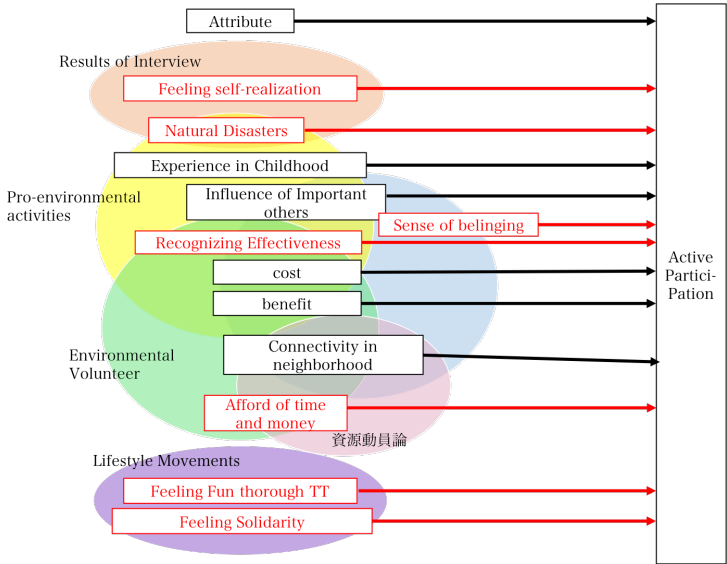 Attribute
Results of Interview
Feeling self-realization
Natural Disasters
Experience in Childhood
Pro-environmental
activities
Influence of Important
others
Sense of belinging
Recognizing Effectiveness
Active
Partici-
Pation
cost
benefit
Environmental
Volunteer
Connectivity in
neighborhood
Afford of time
and money
資源動員論
Lifestyle Movements
Feeling Fun thorough TT
Feeling Solidarity